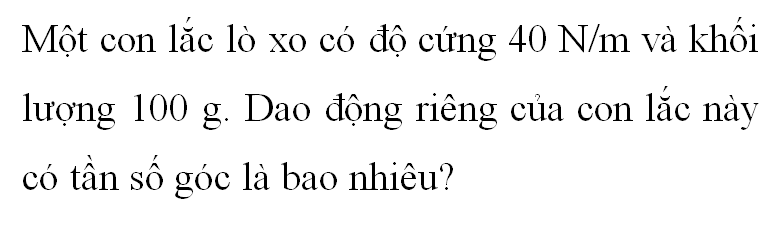 Một con lắc lò xo có độ cứng 40 N/m và khối
lượng 100 g. Dao động riêng của con lắc này
có tần số góc là bao nhiêu?